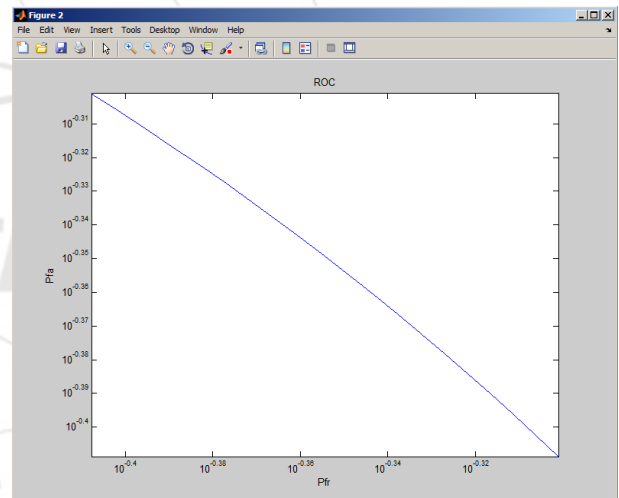 Figure 2
File Edit View Insert Tools Desktop Window Help
ROC
10^-0.31
10^-0.32
10^-0.33
10^-0.34
10^-0.35
10^-0.36
10^-0.37
10^-0.38
10^-0.39
10^-0.4
Pfa
10^-0.4 10^-0.38 10^-0.36 10^-0.34 10^-0.32
Pfr